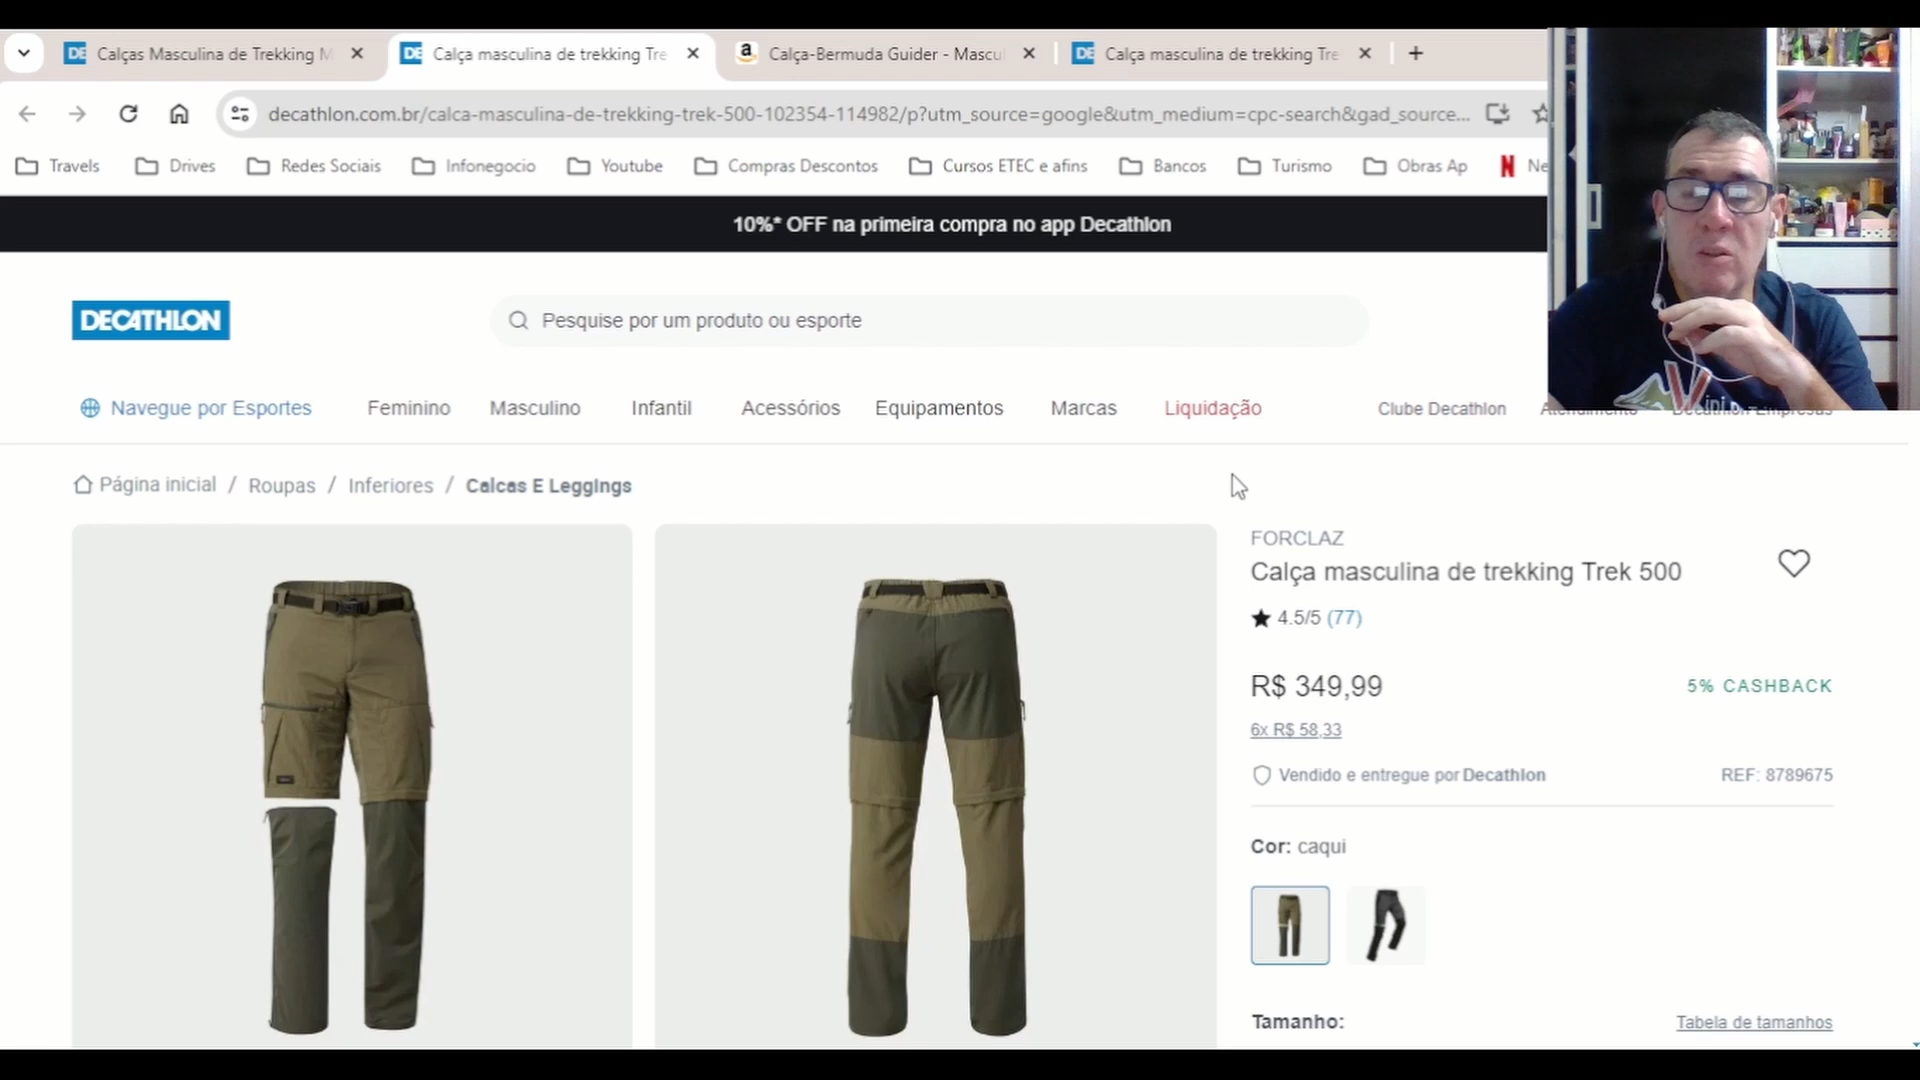 Calças Masculina de Trekking M
Calça masculina de trekking Tre
Calça-Bermuda Guider - Mascul
Calça masculina de trekking Tre
decathlon.com.br/calca-masculina-de-trekking-trek-500-102354-114982/p?utm_source=google&utm_medium=cpc-search&gad_source...
Travels
Drives
Redes Sociais
Infonegocio
Youtube
Compras Descontos
Cursos ETEC e afins
Bancos
Turismo
Obras Ap
N Ne
10%* OFF na primeira compra no app Decathlon
DECATHLON
Pesquise por um produto ou esporte
Navegue por Esportes
Feminino
Masculino
Infantil
Acessórios
Equipamentos
Marcas
Liquidação
Clube Decathlon
Atendimento
Decathlon Empresas
Página inicial / Roupas / Inferiores / Calcas E Leggings
FORCLAZ
Calça masculina de trekking Trek 500
4.5/5 (77)
R$ 349,99
5% CASHBACK
6x R$ 58,33
Vendido e entregue por Decathlon
REF: 8789675
Cor: caqui
Tamanho:
Tabela de tamanhos